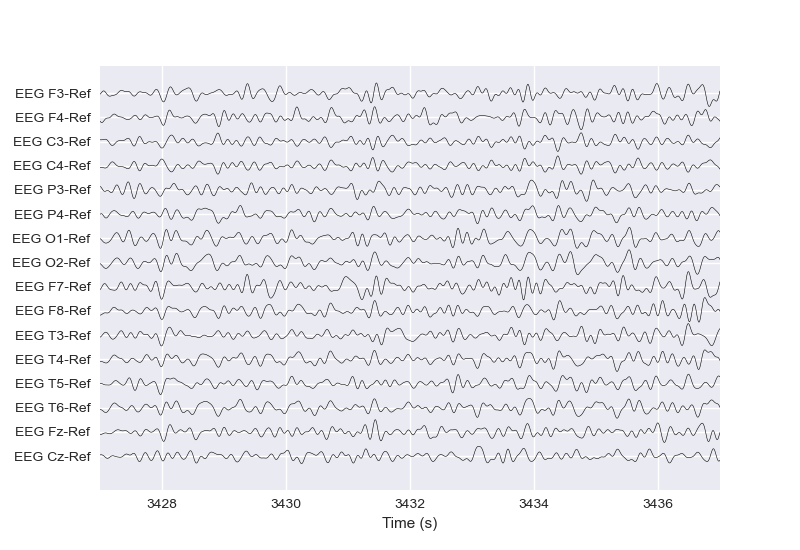 EEG F3-Ref
EEG F4-Ref
EEG C3-Ref
EEG C4-Ref
EEG P3-Ref
EEG P4-Ref
EEG O1-Ref
EEG O2-Ref
EEG F7-Ref
EEG F8-Ref
EEG T3-Ref
EEG T4-Ref
EEG T5-Ref
EEG T6-Ref
EEG Fz-Ref
EEG Cz-Ref
3428 3430 3432 3434 3436
Time (s)